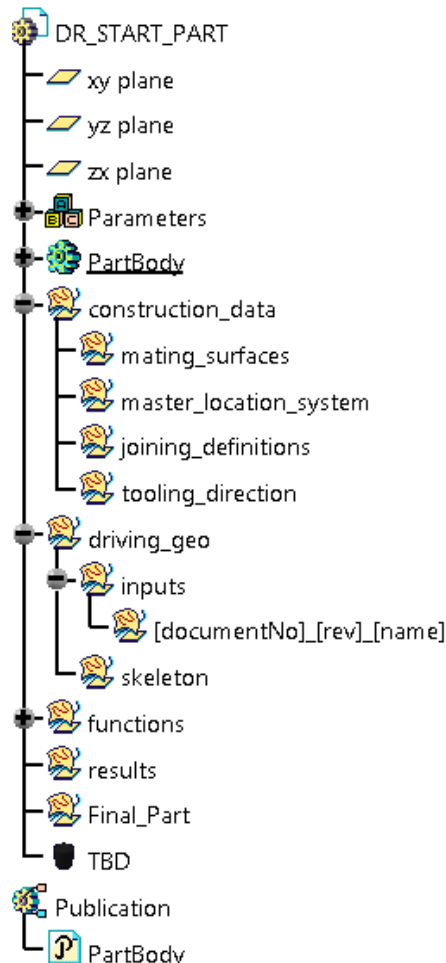 DR_START_PART
xy plane
yz plane
zx plane
Parameters
PartBody
construction_data
mating_surfaces
master_location_system
joining_definitions
tooling_direction
driving_geo
inputs
[documentNo]_[rev]_[name]
skeleton
functions
results
Final_Part
TBD
Publication
PartBody